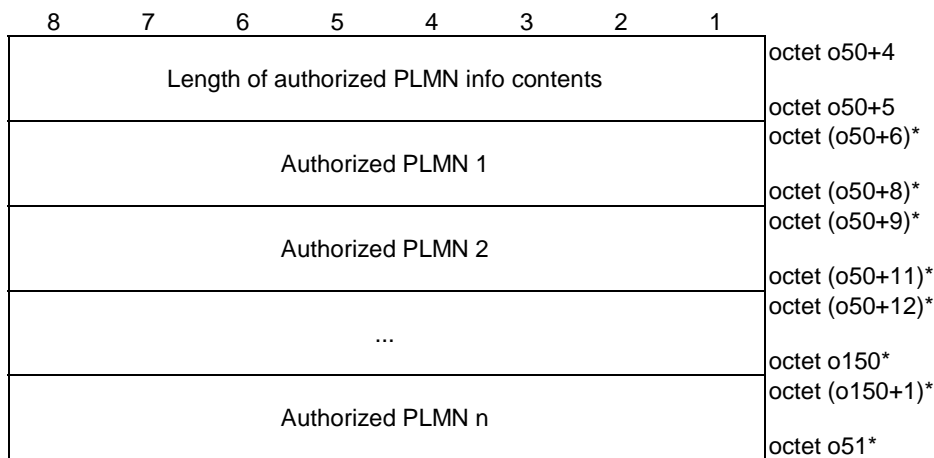 8 7 6 5 4 3 2 1
octet o50+4
Length of authorized PLMN info contents
octet o50+5
octet (o50+6)*
Authorized PLMN 1
octet (o50+8)*
octet (o50+9)*
Authorized PLMN 2
octet (o50+11)*
octet (o50+12)*
...
octet o150*
octet (o150+1)*
Authorized PLMN n
octet o51*